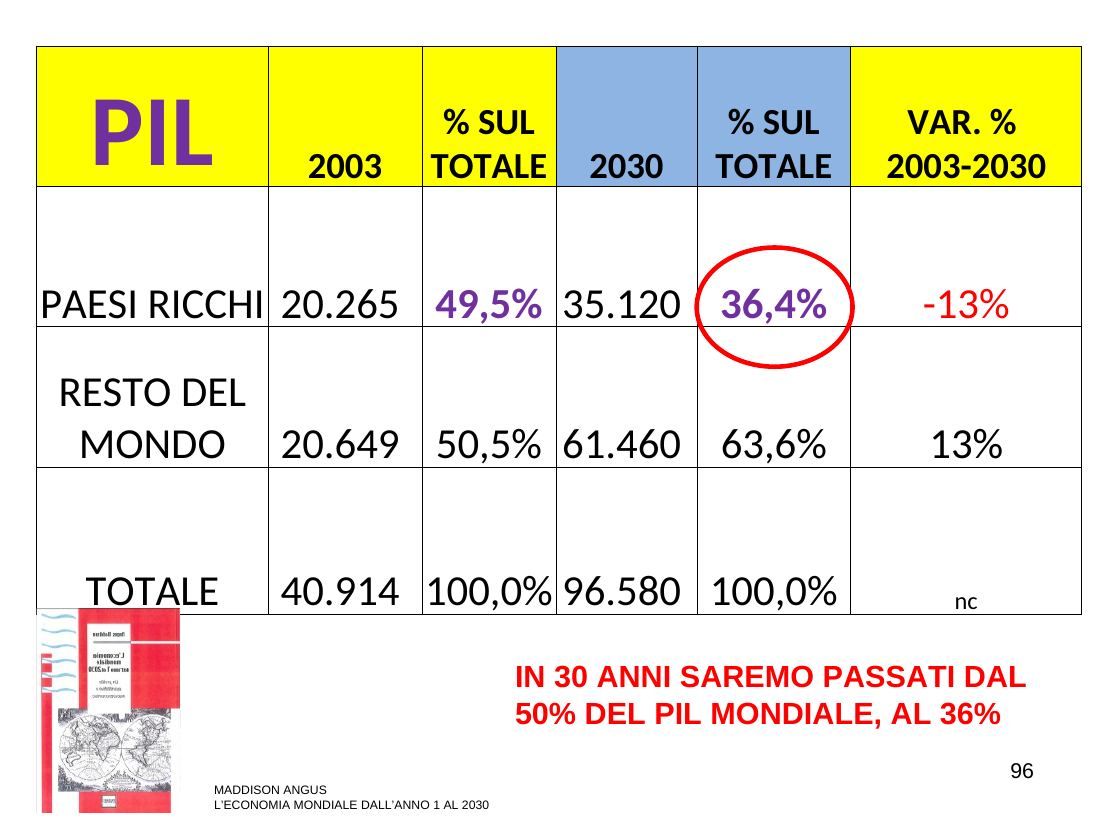 PIL 2003 % SUL TOTALE 2030 % SUL TOTALE VAR. % 2003-2030
PAESI RICCHI 20.265 49,5% 35.120 36,4% -13%
RESTO DEL MONDO 20.649 50,5% 61.460 63,6% 13%
TOTALE 40.914 100,0% 96.580 100,0% nc
L'economia
mondiale
IN 30 ANNI SAREMO PASSATI DAL
50% DEL PIL MONDIALE, AL 36%
96
MADDISON ANGUS
L'ECONOMIA MONDIALE DALL'ANNO 1 AL 2030